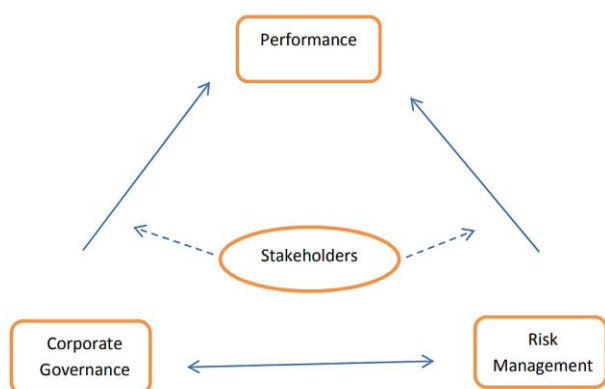 Performance
Stakeholders
Corporate
Governance
Risk
Management